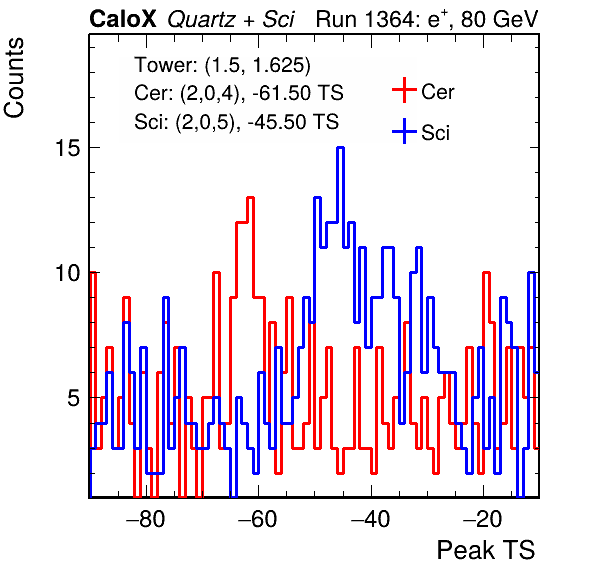 CaloX Quartz + Sci Run 1364: e+, 80 GeV
Counts
Tower: (1.5, 1.625)
Cer: (2,0,4), -61.50 TS
Sci: (2,0,5), -45.50 TS
Cer
Sci
15
10
5
−80 −60 −40 −20
Peak TS